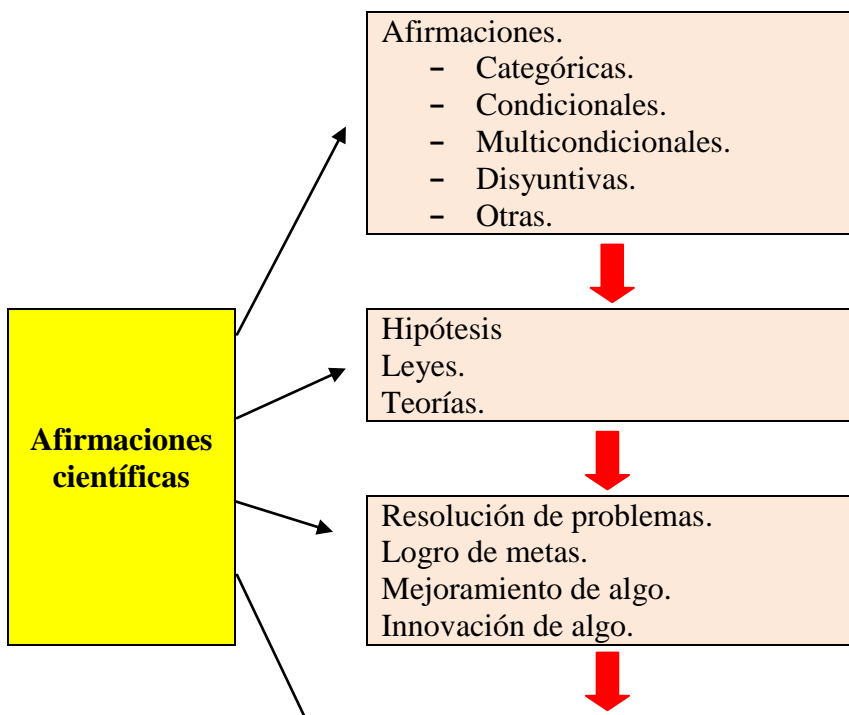 Afirmaciones.
- Categóricas.
- Condicionales.
- Multicondicionales.
- Disyuntivas.
- Otras.
Hipótesis
Leyes.
Teorías.
Afirmaciones
científicas
Resolución de problemas.
Logro de metas.
Mejoramiento de algo.
Innovación de algo.